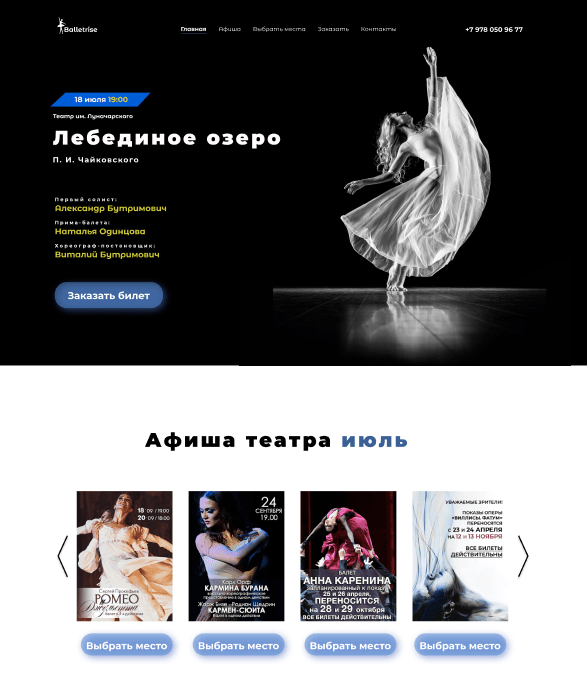 Balletrise
Главная Афиша Выбрать места Заказать Контакты
+7 978 050 96 77
18 июля 19:00
Театр им. Луначарского
Лебединое озеро
П. И. Чайковского
Первый солист:
Александр Бутримович
Прима-балета:
Наталья Одинцова
Хореограф-постановщик:
Виталий Бутримович
Заказать билет
Афиша театра июль
18 09 / 19.00
20 09 / 18.00
Сергей Прокофьев
РОМЕО
Джульетта
24
СЕНТЯБРЯ
19.00
Карл Орф
КАРМИНА БУРАНА
Жорж Бизе - Родион Щедрин
КАРМЕН-СЮИТА
Балет в одном действии
БАЛЕТ
АННА КАРЕНИНА
запланированный к показу
25 и 26 апреля,
ПЕРЕНОСИТСЯ
на 28 и 29 октября
ВСЕ БИЛЕТЫ ДЕЙСТВИТЕЛЬНЫ
УВАЖАЕМЫЕ ЗРИТЕЛИ!
ПОКАЗЫ ОПЕРЫ
«ВИЛЛИСЫ. ФАТУМ»
ПЕРЕНОСЯТСЯ
с 23 и 24 АПРЕЛЯ
НА 12 и 13 НОЯБРЯ
ВСЕ БИЛЕТЫ
ДЕЙСТВИТЕЛЬНЫ
Выбрать место
Выбрать место
Выбрать место
Выбрать место